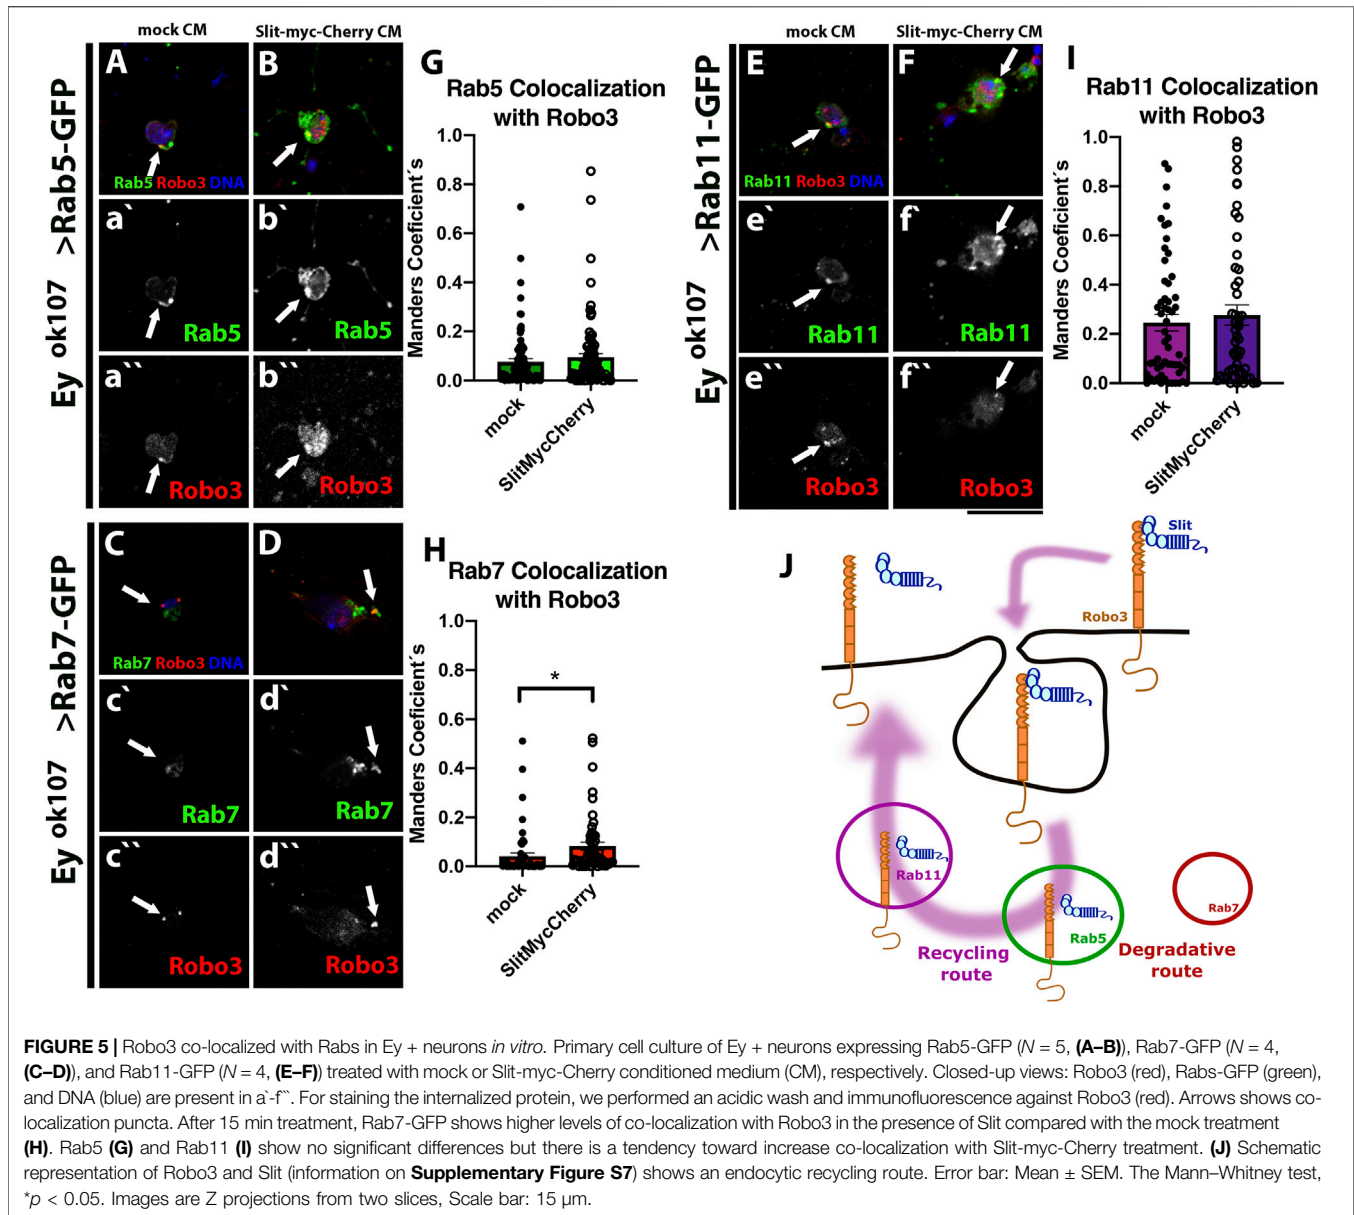 mock CM
Slit-myc-Cherry CM
Ey ok107 >Rab5-GFP
A
Rab5 Robo3 DNA
B
a`
Rab5
b`
Rab5
a``
Robo3
b``
Robo3
G
Rab5 Colocalization
with Robo3
Manders Coeficient´s
1.0
0.8
0.6
0.4
0.2
0.0
mock
SlitMycCherry
Ey ok107 >Rab7-GFP
C
Rab7 Robo3 DNA
D
c`
Rab7
d`
Rab7
c``
Robo3
d``
Robo3
H
Rab7 Colocalization
with Robo3
Manders Coeficient´s
1.0
0.8
0.6
0.4
0.2
0.0
*
mock
SlitMycCherry
mock CM
Slit-myc-Cherry CM
Ey ok107 >Rab11-GFP
E
Rab11 Robo3 DNA
F
e`
Rab11
f`
Rab11
e``
Robo3
f``
Robo3
I
Rab11 Colocalization
with Robo3
Manders Coeficient´s
1.0
0.8
0.6
0.4
0.2
0.0
mock
SlitMycCherry
J
Slit
Robo3
Rab11
Rab5
Rab7
Recycling
route
Degradative
route
FIGURE 5 | Robo3 co-localized with Rabs in Ey + neurons in vitro. Primary cell culture of Ey + neurons expressing Rab5-GFP (N = 5, (A–B)), Rab7-GFP (N = 4,
(C–D)), and Rab11-GFP (N = 4, (E–F)) treated with mock or Slit-myc-Cherry conditioned medium (CM), respectively. Closed-up views: Robo3 (red), Rabs-GFP (green),
and DNA (blue) are present in a`-f``. For staining the internalized protein, we performed an acidic wash and immunofluorescence against Robo3 (red). Arrows shows co-
localization puncta. After 15 min treatment, Rab7-GFP shows higher levels of co-localization with Robo3 in the presence of Slit compared with the mock treatment
(H). Rab5 (G) and Rab11 (I) show no significant differences but there is a tendency toward increase co-localization with Slit-myc-Cherry treatment. (J) Schematic
representation of Robo3 and Slit (information on Supplementary Figure S7) shows an endocytic recycling route. Error bar: Mean ± SEM. The Mann–Whitney test,
*p < 0.05. Images are Z projections from two slices, Scale bar: 15 μm.